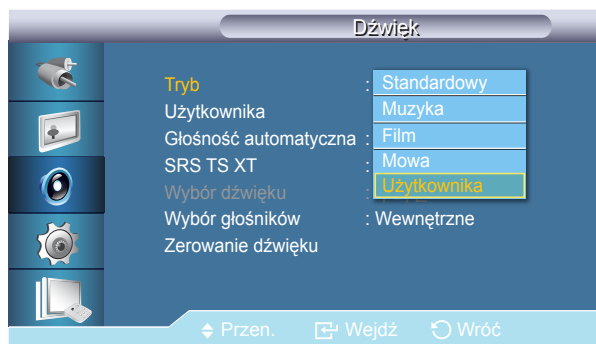 Dźwięk
Tryb : Standardowy
Muzyka
Użytkownika
Głośność automatyczna : Film
SRS TS XT : Mowa
Wybór dźwięku : Użytkownika
Wybór głośników : Wewnętrzne
Zerowanie dźwięku
Przen. Wejdź Wróć